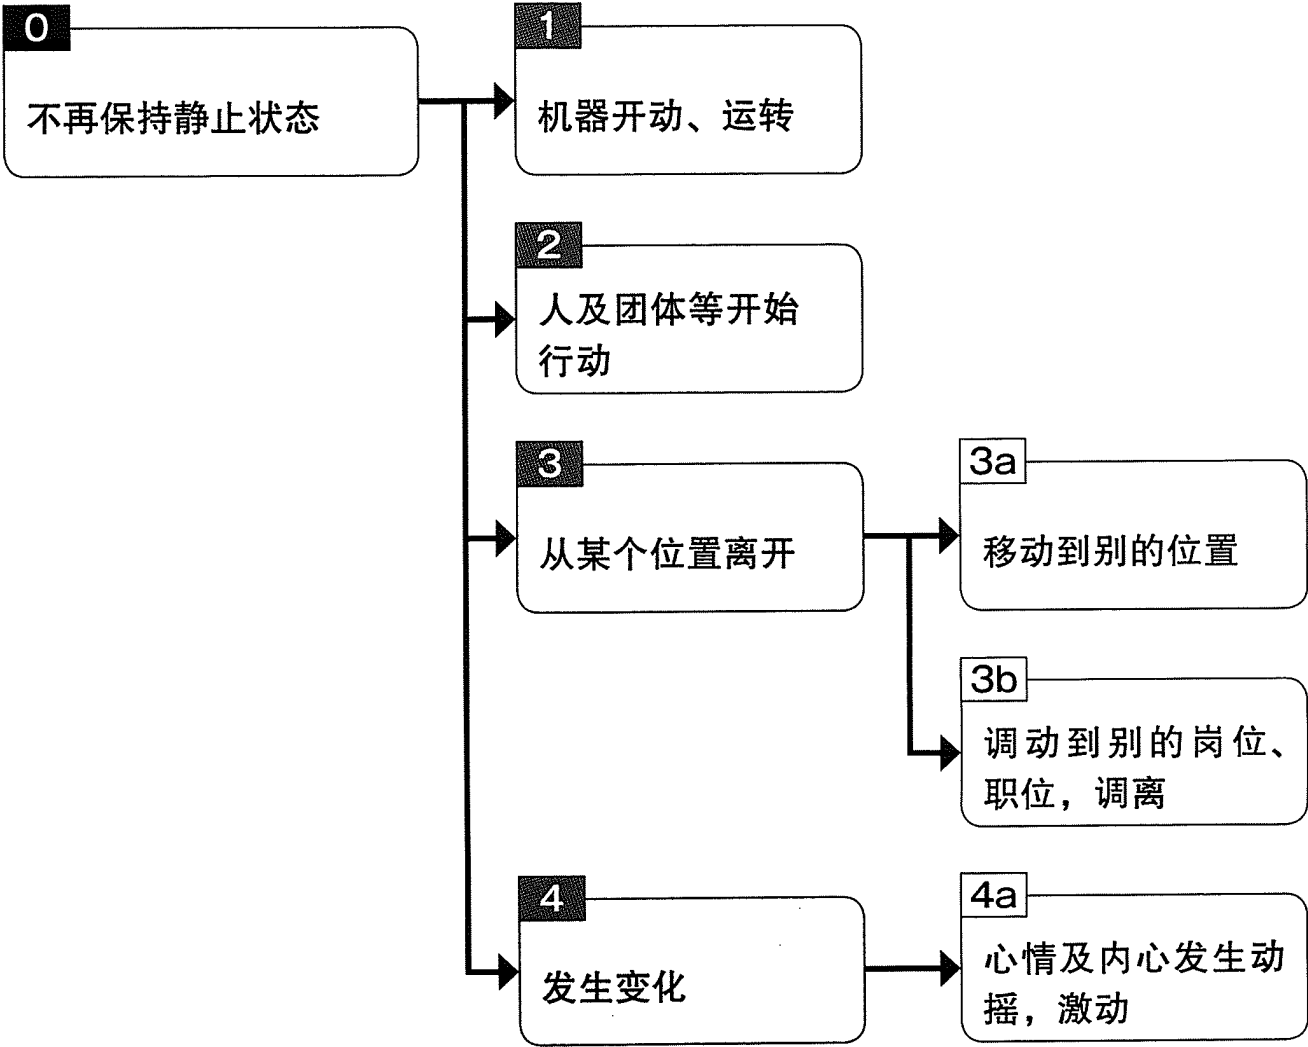 0
不再保持静止状态
1
机器开动、运转
2
人及团体等开始
行动
3
从某个位置离开
3a
移动到别的位置
3b
调动到别的岗位、
职位，调离
4
发生变化
4a
心情及内心发生动
摇，激动